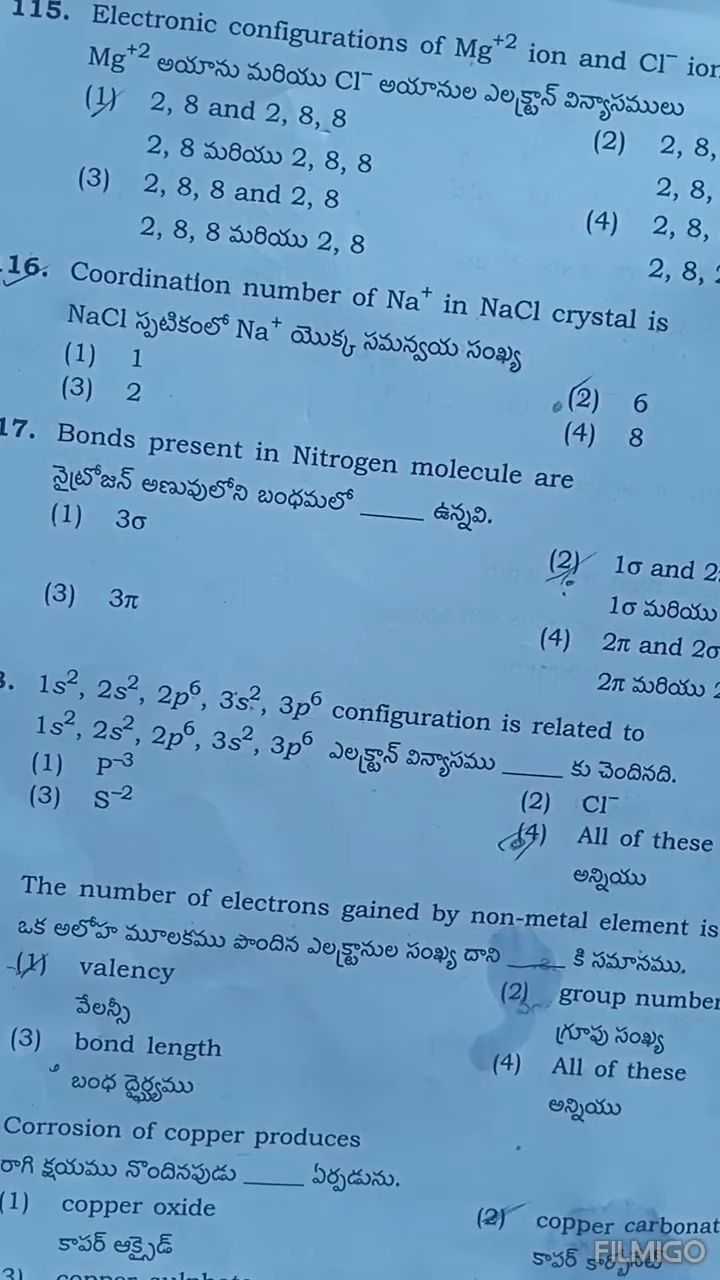 115. Electronic configurations of Mg⁺² ion and Cl⁻ ion
Mg⁺² అయాను మరియు Cl⁻ అయానుల ఎలక్ట్రాన్ విన్యాసములు
(1) 2, 8 and 2, 8, 8
(2) 2, 8,
2, 8 మరియు 2, 8, 8
2, 8,
(3) 2, 8, 8 and 2, 8
(4) 2, 8,
2, 8, 8 మరియు 2, 8
2, 8, 2
16. Coordination number of Na⁺ in NaCl crystal is
NaCl స్ఫటికంలో Na⁺ యొక్క సమన్వయ సంఖ్య
(1) 1
(2) 6
(3) 2
(4) 8
17. Bonds present in Nitrogen molecule are
నైట్రోజన్ అణువులోని బంధములో ____ ఉన్నవి.
(1) 3σ
(2) 1σ and 2
1σ మరియు
(3) 3π
(4) 2π and 2σ
2π మరియు 2
1s², 2s², 2p⁶, 3s², 3p⁶ configuration is related to
1s², 2s², 2p⁶, 3s², 3p⁶ ఎలక్ట్రాన్ విన్యాసము ____ కు చెందినది.
(1) P⁻³
(2) Cl⁻
(3) S⁻²
(4) All of these
అన్నియు
The number of electrons gained by non-metal element is
ఒక అలోహ మూలకము పొందిన ఎలక్ట్రానుల సంఖ్య దాని ____ కి సమానము.
(1) valency
(2) group number
వేలన్సీ
గ్రూపు సంఖ్య
(3) bond length
(4) All of these
బంధ దైర్ఘ్యము
అన్నియు
Corrosion of copper produces
రాగి క్షయము నొందినపుడు ____ ఏర్పడును.
(1) copper oxide
(2) copper carbonat
కాపర్ ఆక్సైడ్
కాపర్
FILMIGO